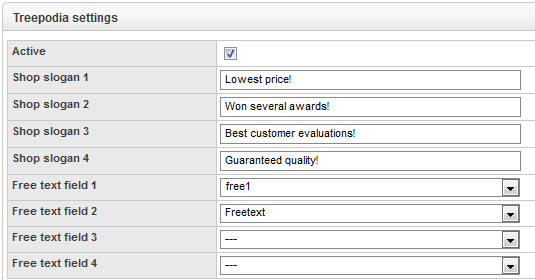 Treepodia settings
Active
Shop slogan 1 Lowest price!
Shop slogan 2 Won several awards!
Shop slogan 3 Best customer evaluations!
Shop slogan 4 Guaranteed quality!
Free text field 1 free1
Free text field 2 Freetext
Free text field 3 ---
Free text field 4 ---